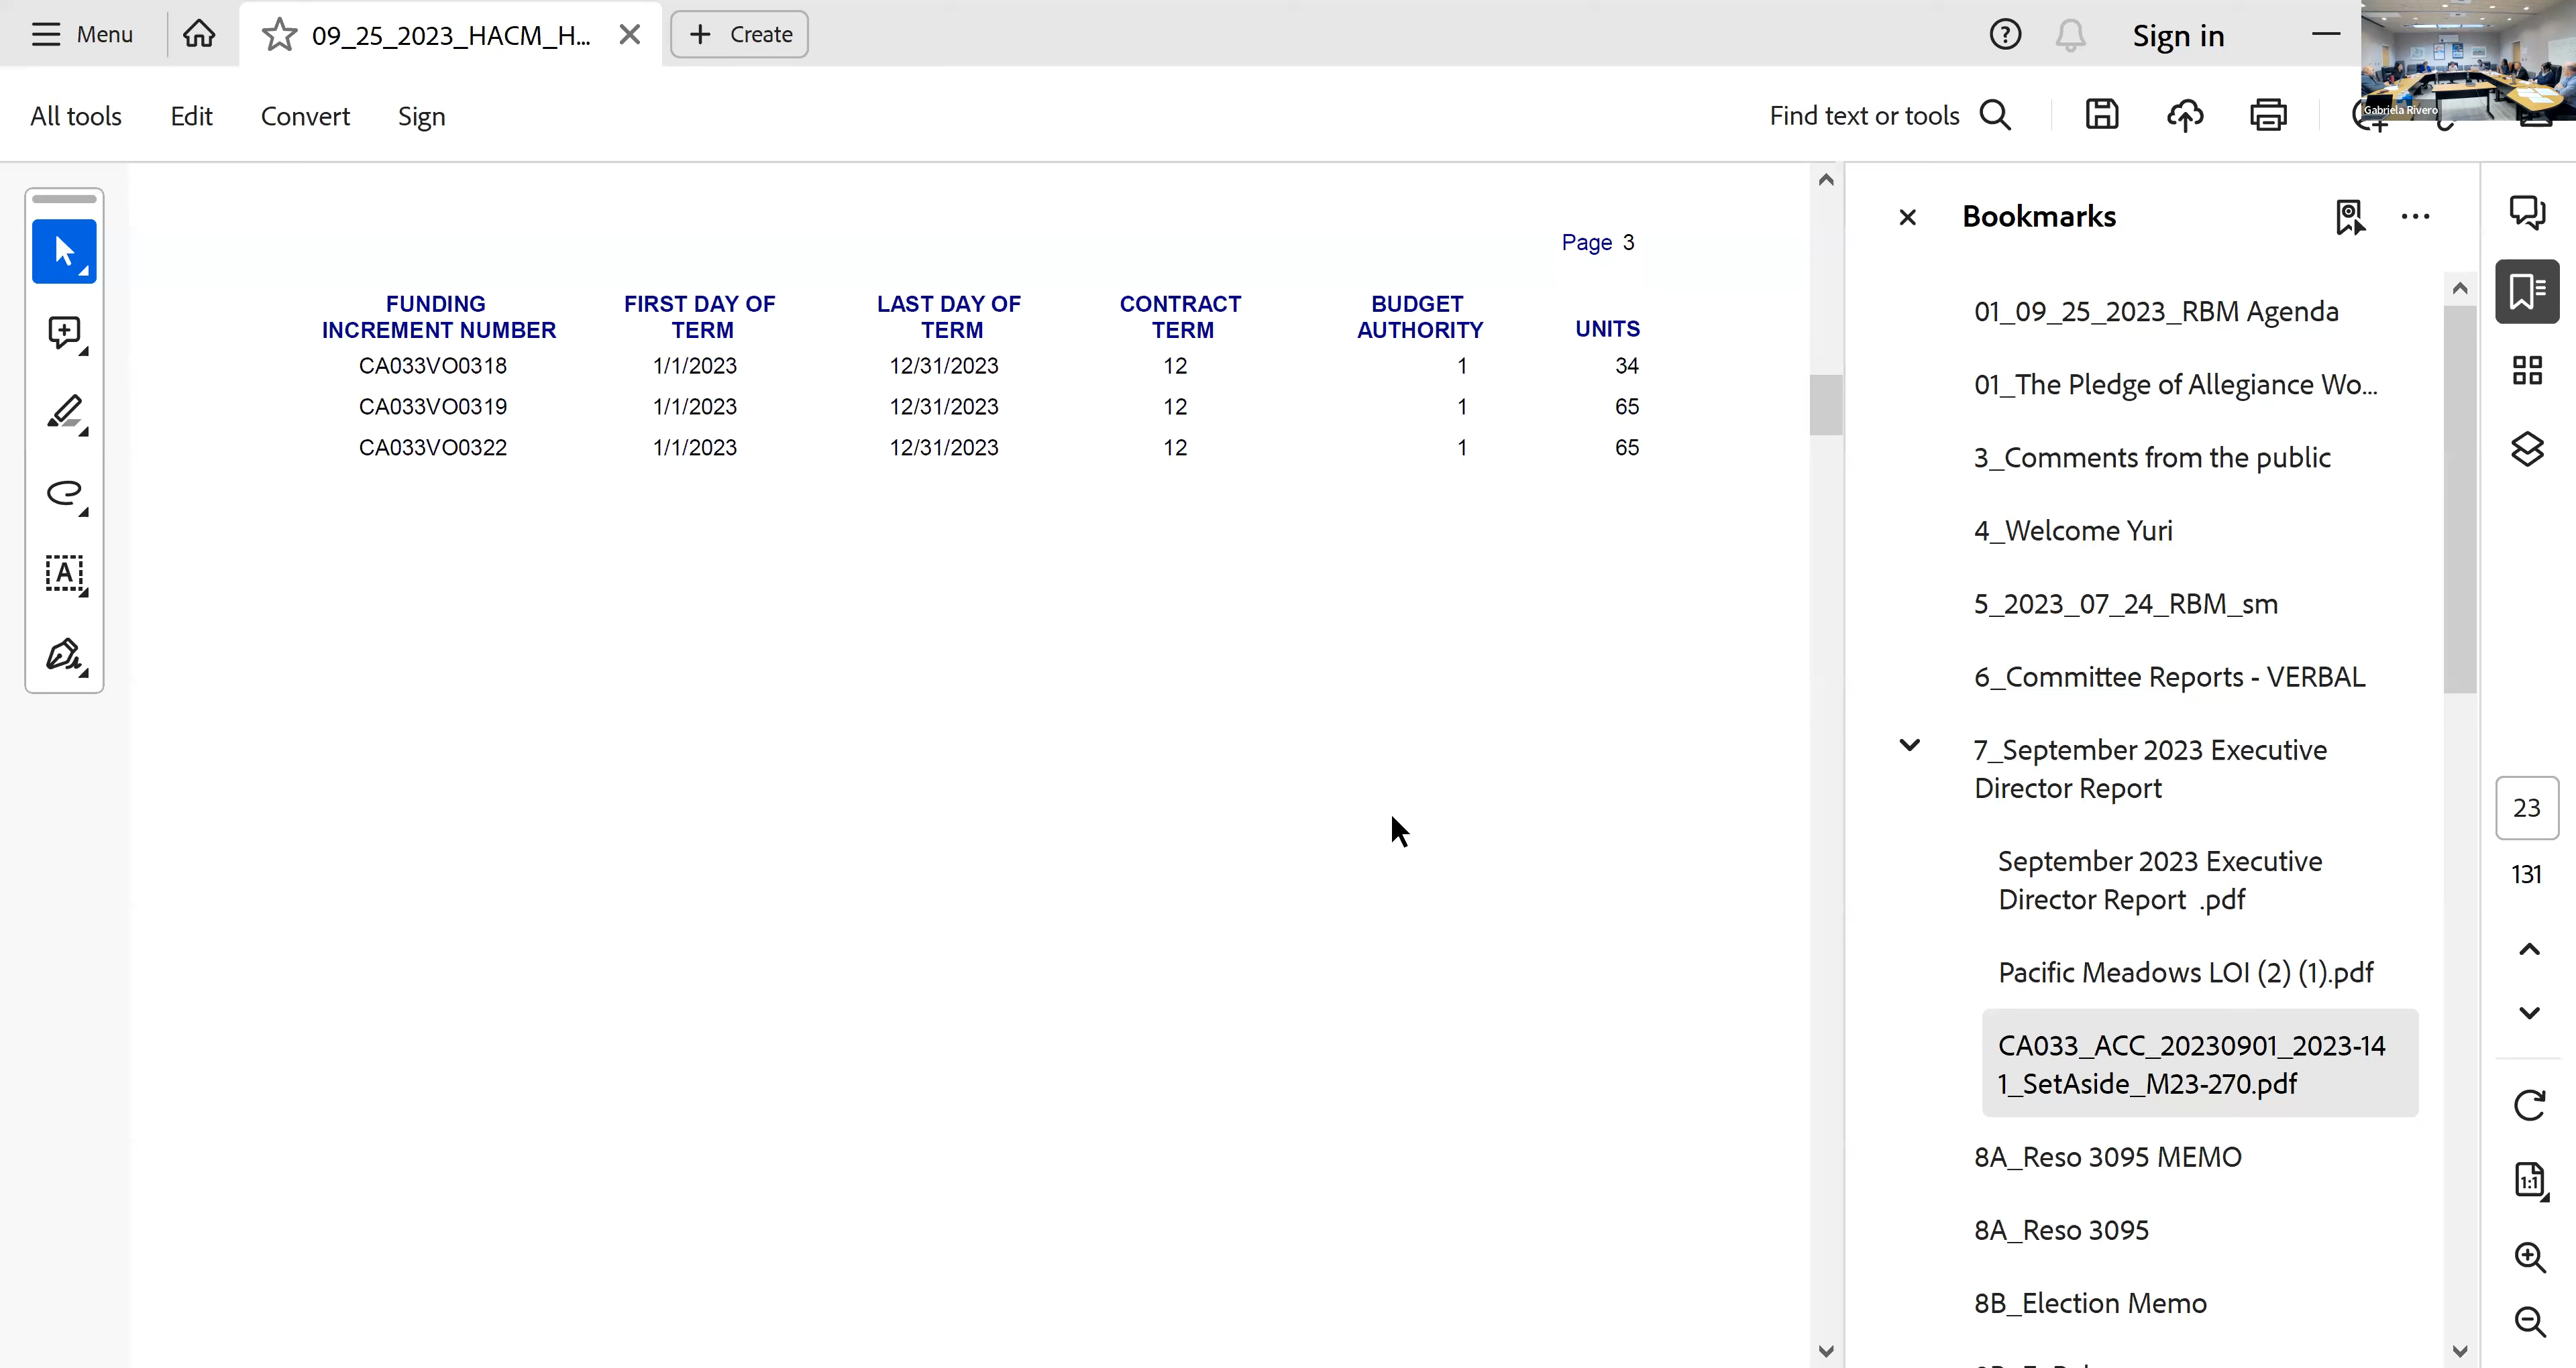 Menu
09_25_2023_HACM_H...
Create
Sign in
All tools
Edit
Convert
Sign
Find text or tools
Gabriela Rivero
Page 3
FUNDING INCREMENT NUMBER FIRST DAY OF TERM LAST DAY OF TERM CONTRACT TERM BUDGET AUTHORITY UNITS
CA033VO0318 1/1/2023 12/31/2023 12 1 34
CA033VO0319 1/1/2023 12/31/2023 12 1 65
CA033VO0322 1/1/2023 12/31/2023 12 1 65
Bookmarks
01_09_25_2023_RBM Agenda
01_The Pledge of Allegiance Wo...
3_Comments from the public
4_Welcome Yuri
5_2023_07_24_RBM_sm
6_Committee Reports - VERBAL
7_September 2023 Executive
Director Report
September 2023 Executive
Director Report .pdf
Pacific Meadows LOI (2) (1).pdf
CA033_ACC_20230901_2023-14
1_SetAside_M23-270.pdf
8A_Reso 3095 MEMO
8A_Reso 3095
8B_Election Memo
23
131
1:1